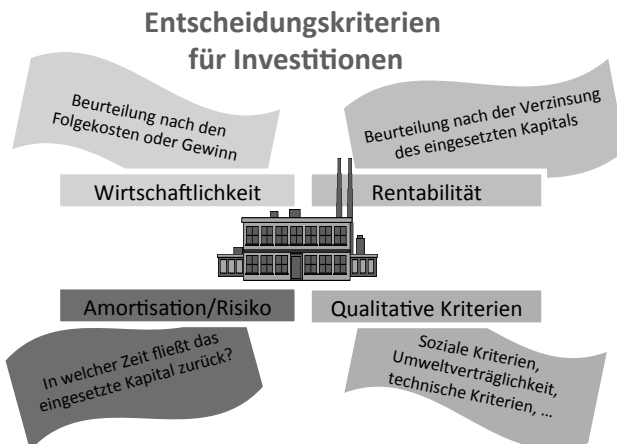 Entscheidungskriterien
für Investitionen
Beurteilung nach den
Folgekosten oder Gewinn
Beurteilung nach der Verzinsung
des eingesetzten Kapitals
Wirtschaftlichkeit
Rentabilität
Amortisation/Risiko
Qualitative Kriterien
In welcher Zeit fließt das
eingesetzte Kapital zurück?
Soziale Kriterien,
Umweltverträglichkeit,
technische Kriterien, ...